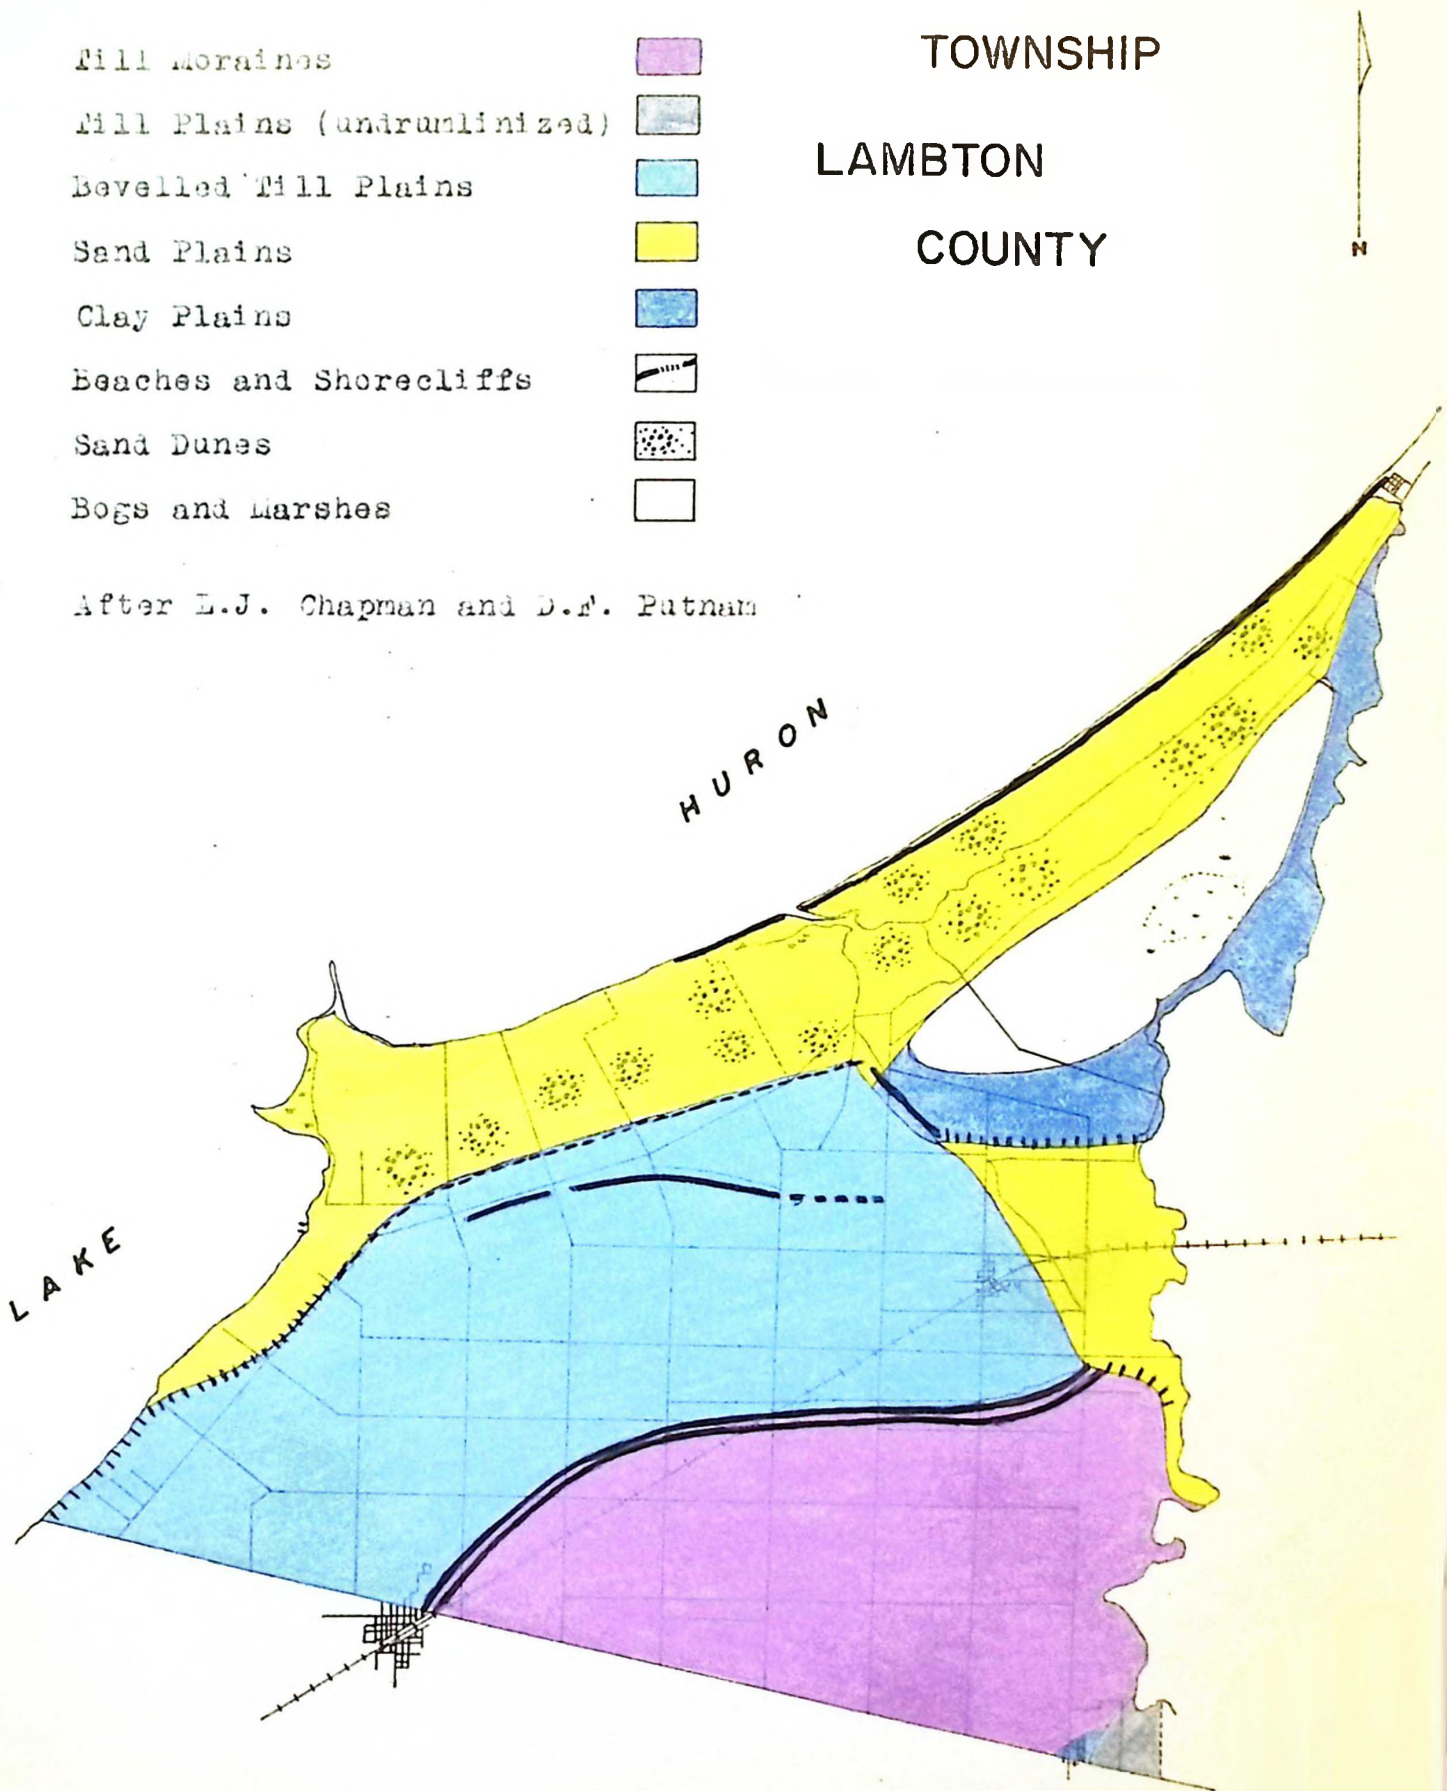 Till Moraines
Till Plains (undrumlinized)
Bevelled Till Plains
Sand Plains
Clay Plains
Beaches and Shorecliffs
Sand Dunes
Bogs and Marshes
After L.J. Chapman and D.F. Putnam
TOWNSHIP
LAMBTON
COUNTY
N
LAKE HURON